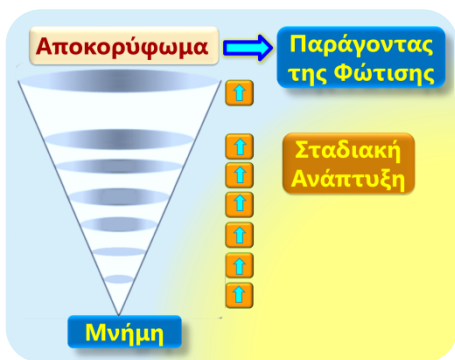 Αποκορύφωμα
Παράγοντας
της Φώτισης
Σταδιακή
Ανάπτυξη
Μνήμη